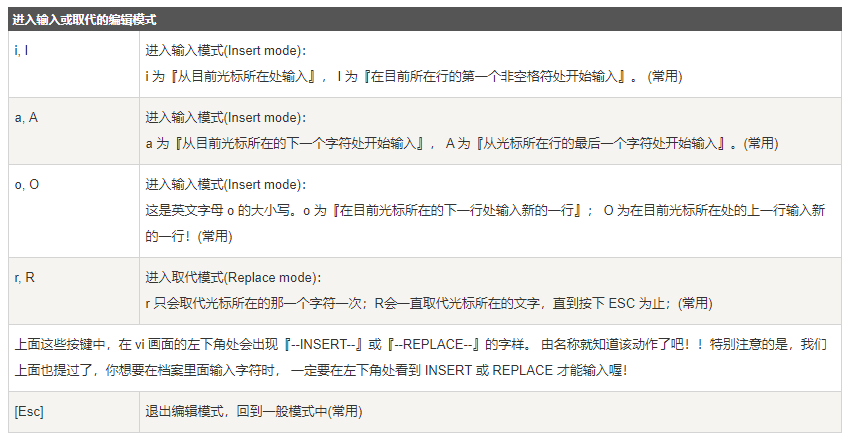 进入输入或取代的编辑模式
i, I
进入输入模式(Insert mode)：
i 为『从目前光标所在处输入』， I 为『在目前所在行的第一个非空格符处开始输入』。 (常用)
a, A
进入输入模式(Insert mode)：
a 为『从目前光标所在的下一个字符处开始输入』， A 为『从光标所在行的最后一个字符处开始输入』。(常用)
o, O
进入输入模式(Insert mode)：
这是英文字母 o 的大小写。o 为『在目前光标所在的下一行处输入新的一行』； O 为在目前光标所在处的上一行输入新
的一行！(常用)
r, R
进入取代模式(Replace mode)：
r 只会取代光标所在的那一个字符一次；R会一直取代光标所在的文字，直到按下 ESC 为止；(常用)
上面这些按键中，在 vi 画面的左下角处会出现『--INSERT--』或『--REPLACE--』的字样。 由名称就知道该动作了吧！！特别注意的是，我们
上面也提过了，你想要在档案里面输入字符时， 一定要在左下角处看到 INSERT 或 REPLACE 才能输入喔！
[Esc]
退出编辑模式，回到一般模式中(常用)